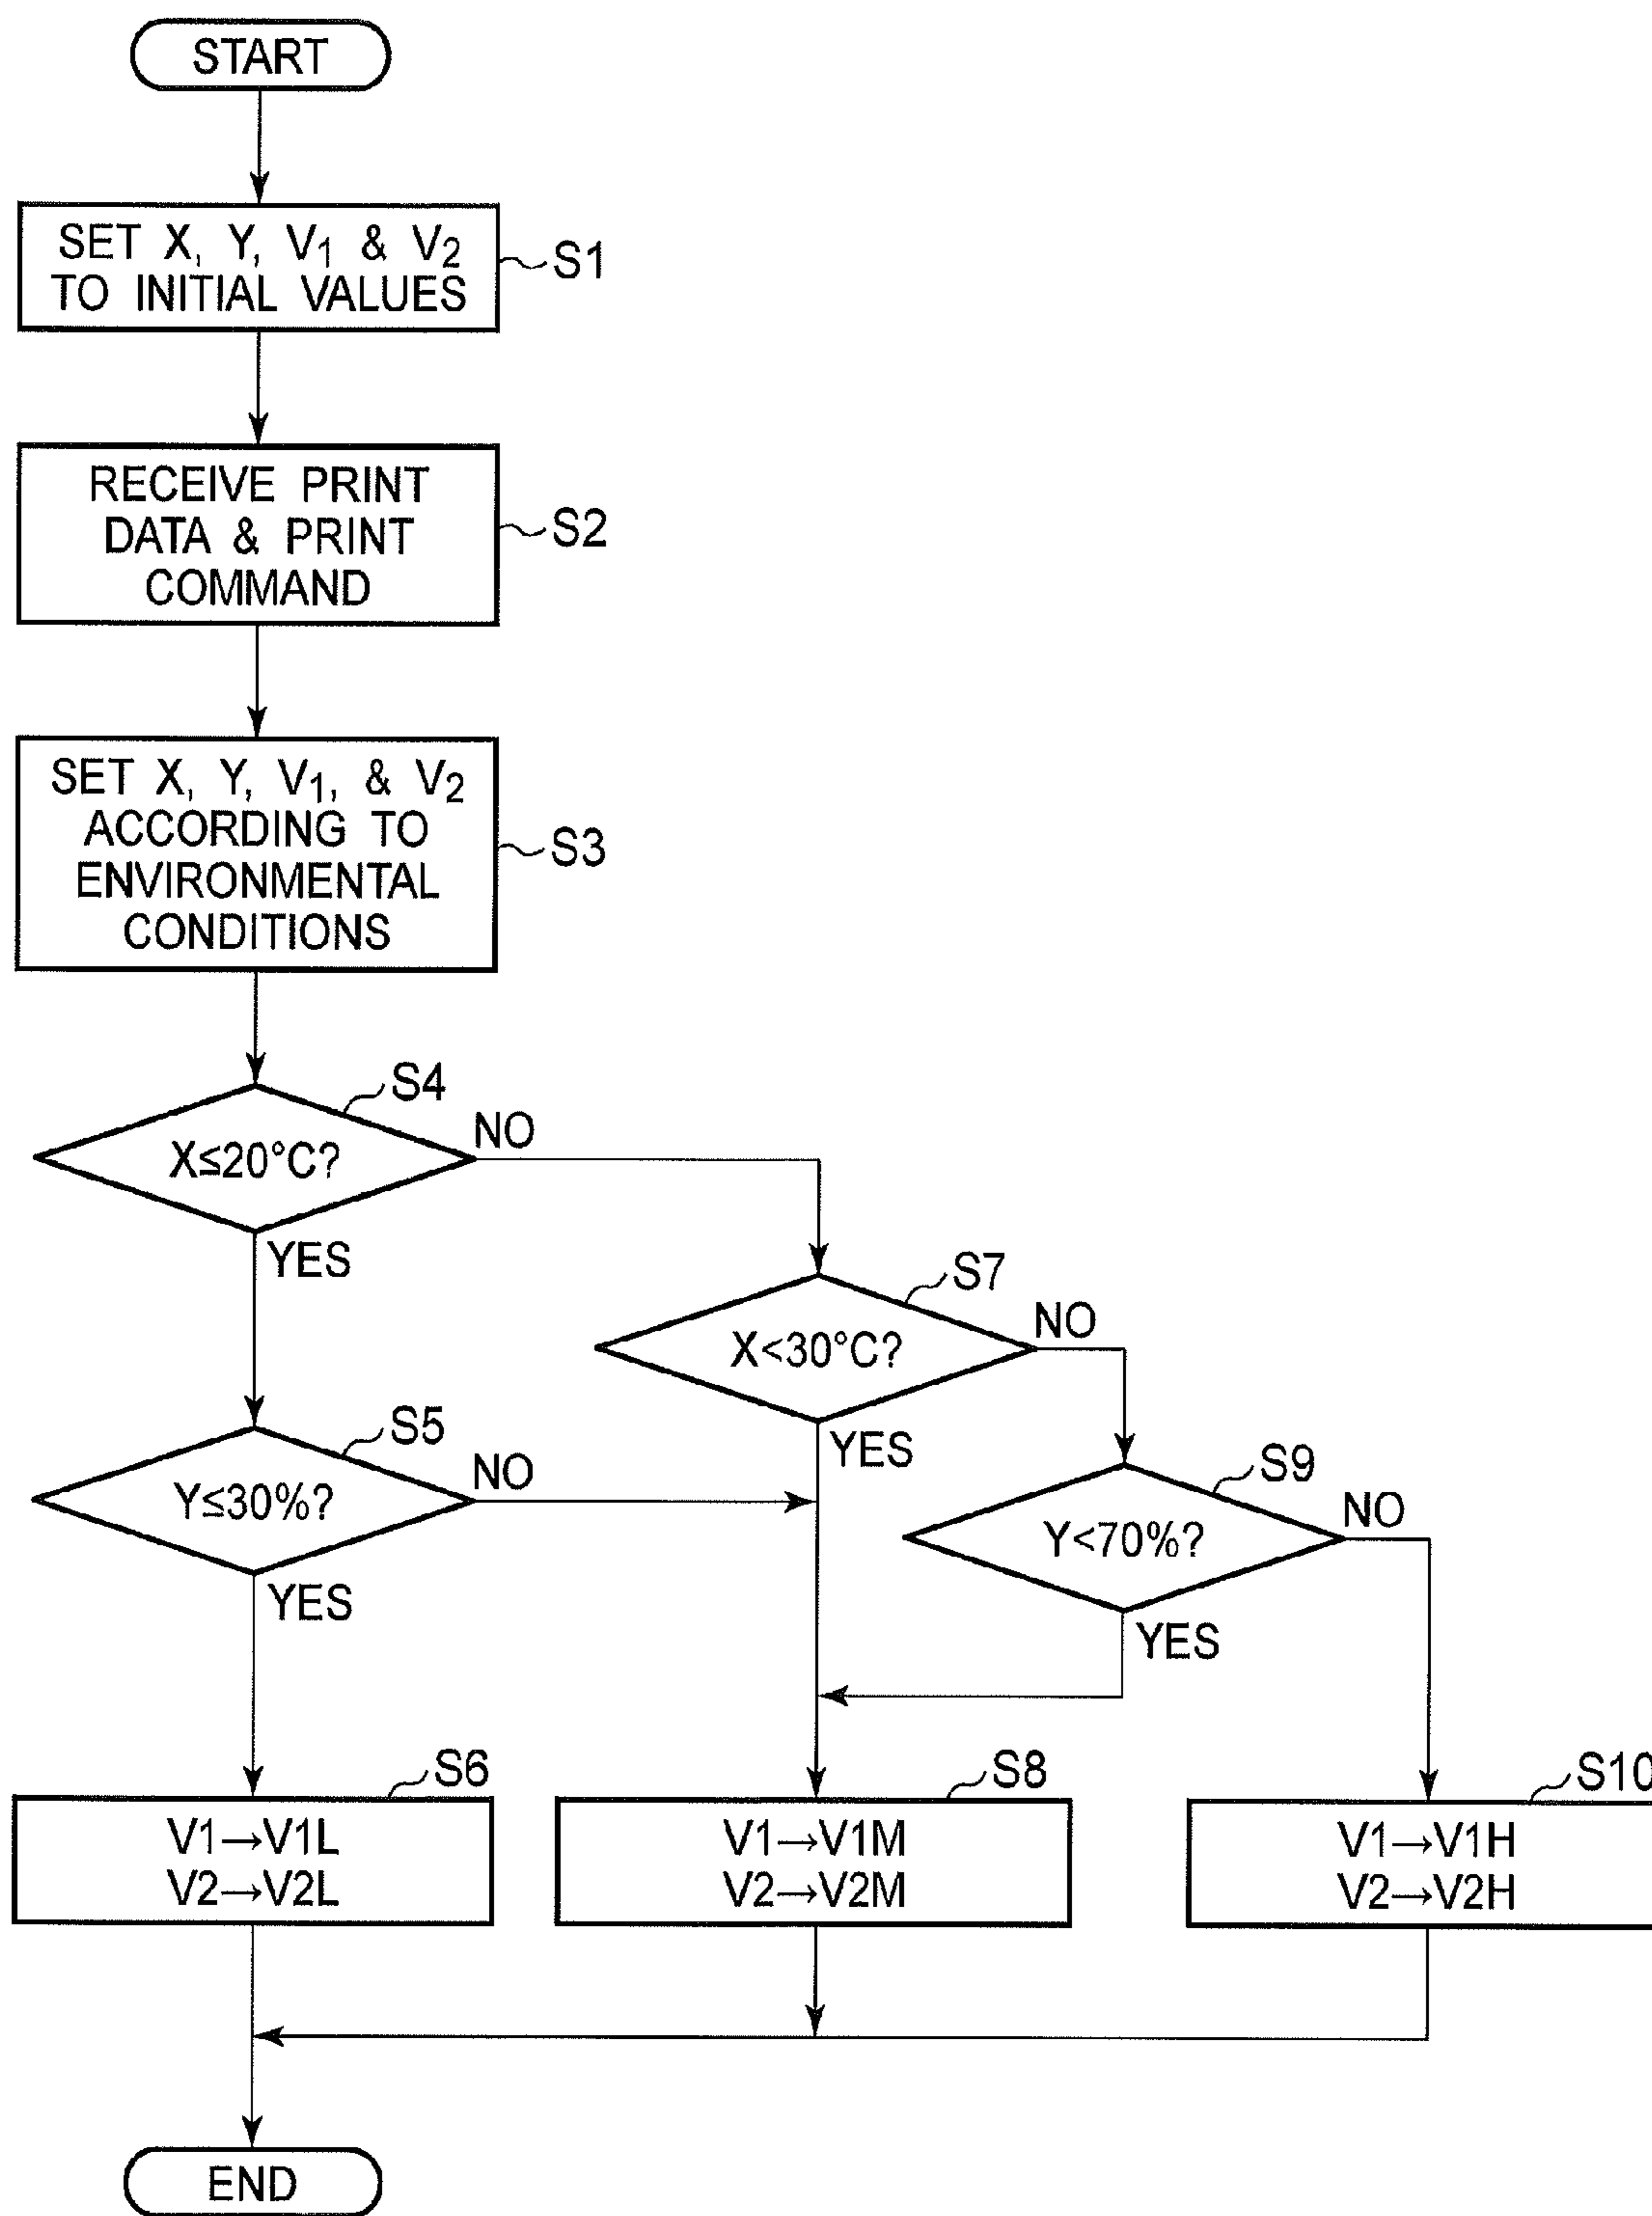 START
SET X, Y, V1 & V2
TO INITIAL VALUES
S1
RECEIVE PRINT
DATA & PRINT
COMMAND
S2
SET X, Y, V1, & V2
ACCORDING TO
ENVIRONMENTAL
CONDITIONS
S3
S4
X≤20°C?
NO
YES
S7
X<30°C?
NO
YES
S5
Y≤30%?
NO
YES
S9
Y<70%?
NO
YES
S6
V1→V1L
V2→V2L
S8
V1→V1M
V2→V2M
S10
V1→V1H
V2→V2H
END